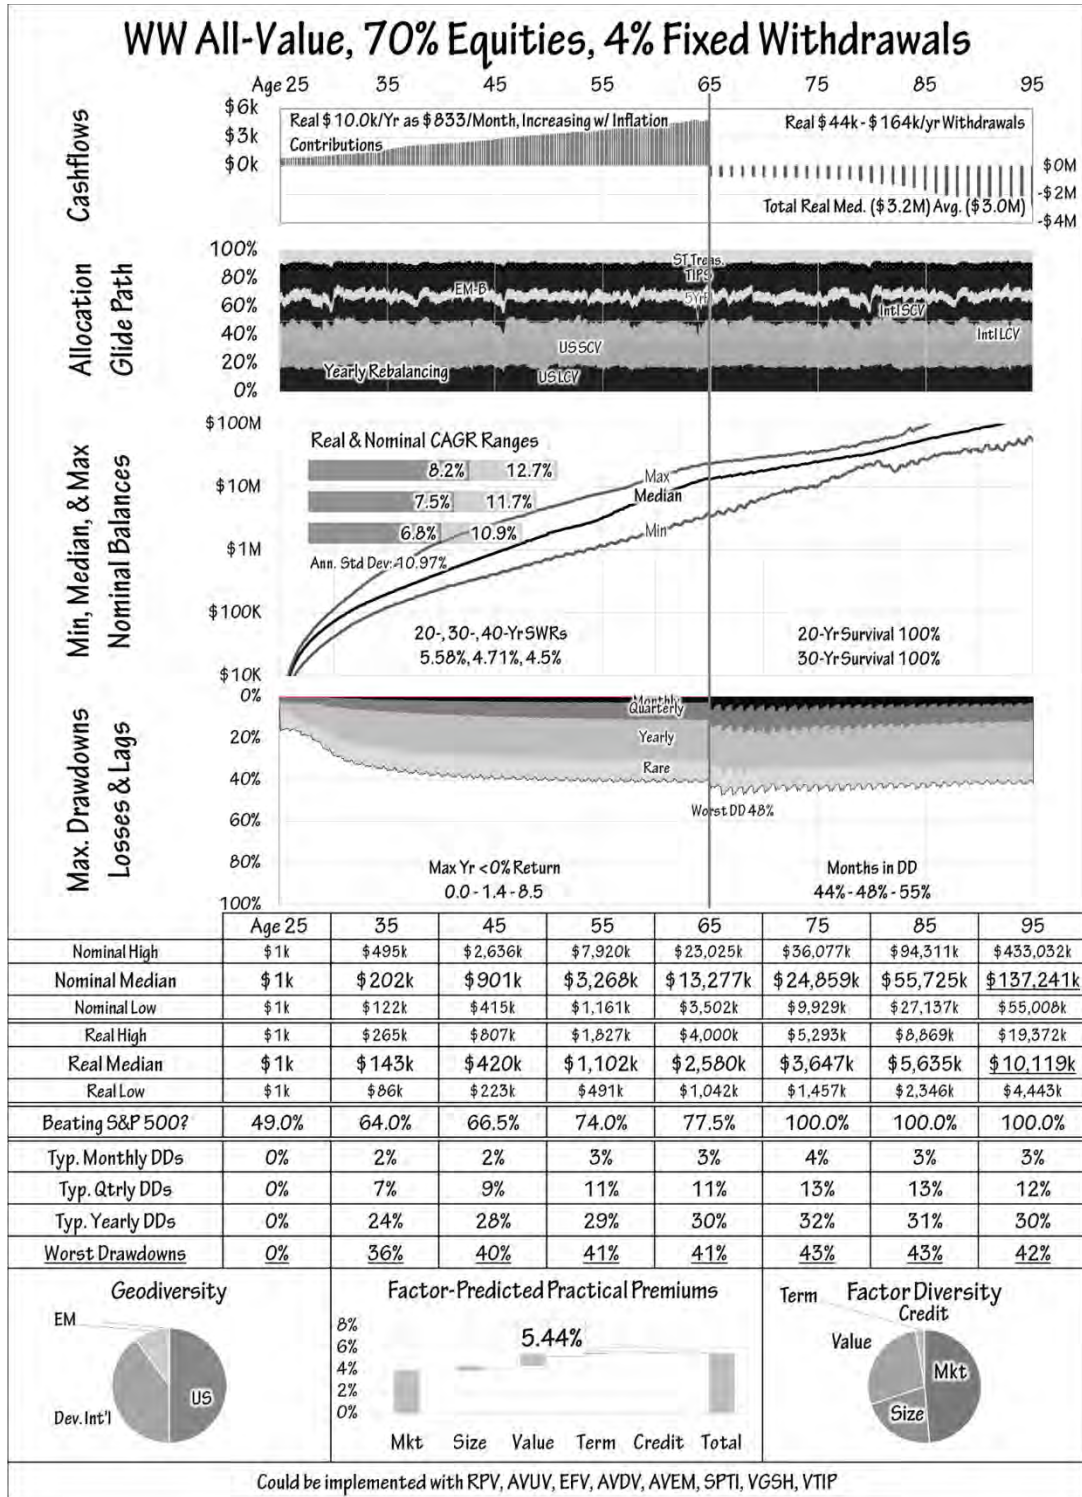 WW All-Value, 70% Equities, 4% Fixed Withdrawals
Age 25 35 45 55 65 75 85 95
Cashflows
$6k
$3k
$0k
Real $10.0k/Yr as $833/Month, Increasing w/ Inflation
Contributions
Real $44k - $164k/yr Withdrawals
Total Real Med. ($3.2M) Avg. ($3.0M)
$0M
-$2M
-$4M
Allocation
Glide Path
100%
80%
60%
40%
20%
0%
ST Treas.
TIPS
EM-B
5Yr
Intl SCV
Intl LCV
US SCV
Yearly Rebalancing
US LCV
Min, Median, & Max
Nominal Balances
$100M
$10M
$1M
$100K
$10K
Real & Nominal CAGR Ranges
8.2% 12.7%
7.5% 11.7%
6.8% 10.9%
Ann. Std Dev: 10.97%
Max
Median
Min
20-, 30-, 40-Yr SWRs
5.58%, 4.71%, 4.5%
20-Yr Survival 100%
30-Yr Survival 100%
Max. Drawdowns
Losses & Lags
0%
20%
40%
60%
80%
100%
Monthly
Quarterly
Yearly
Rare
Worst DD 48%
Max Yr <0% Return
0.0 - 1.4 - 8.5
Months in DD
44% - 48% - 55%
Age 25 35 45 55 65 75 85 95
Nominal High $1k $495k $2,636k $7,920k $23,025k $36,077k $94,311k $433,032k
Nominal Median $1k $202k $901k $3,268k $13,277k $24,859k $55,725k $137,241k
Nominal Low $1k $122k $415k $1,161k $3,502k $9,929k $27,137k $55,008k
Real High $1k $265k $807k $1,827k $4,000k $5,293k $8,869k $19,372k
Real Median $1k $143k $420k $1,102k $2,580k $3,647k $5,635k $10,119k
Real Low $1k $86k $223k $491k $1,042k $1,457k $2,346k $4,443k
Beating S&P 500? 49.0% 64.0% 66.5% 74.0% 77.5% 100.0% 100.0% 100.0%
Typ. Monthly DDs 0% 2% 2% 3% 3% 4% 3% 3%
Typ. Qtrly DDs 0% 7% 9% 11% 11% 13% 13% 12%
Typ. Yearly DDs 0% 24% 28% 29% 30% 32% 31% 30%
Worst Drawdowns 0% 36% 40% 41% 41% 43% 43% 42%
Geodiversity
EM
US
Dev. Int'l
Factor-Predicted Practical Premiums
8%
6%
4%
2%
0%
5.44%
Mkt Size Value Term Credit Total
Factor Diversity
Term
Credit
Value
Mkt
Size
Could be implemented with RPV, AVUV, EFV, AVDV, AVEM, SPTI, VGSH, VTIP